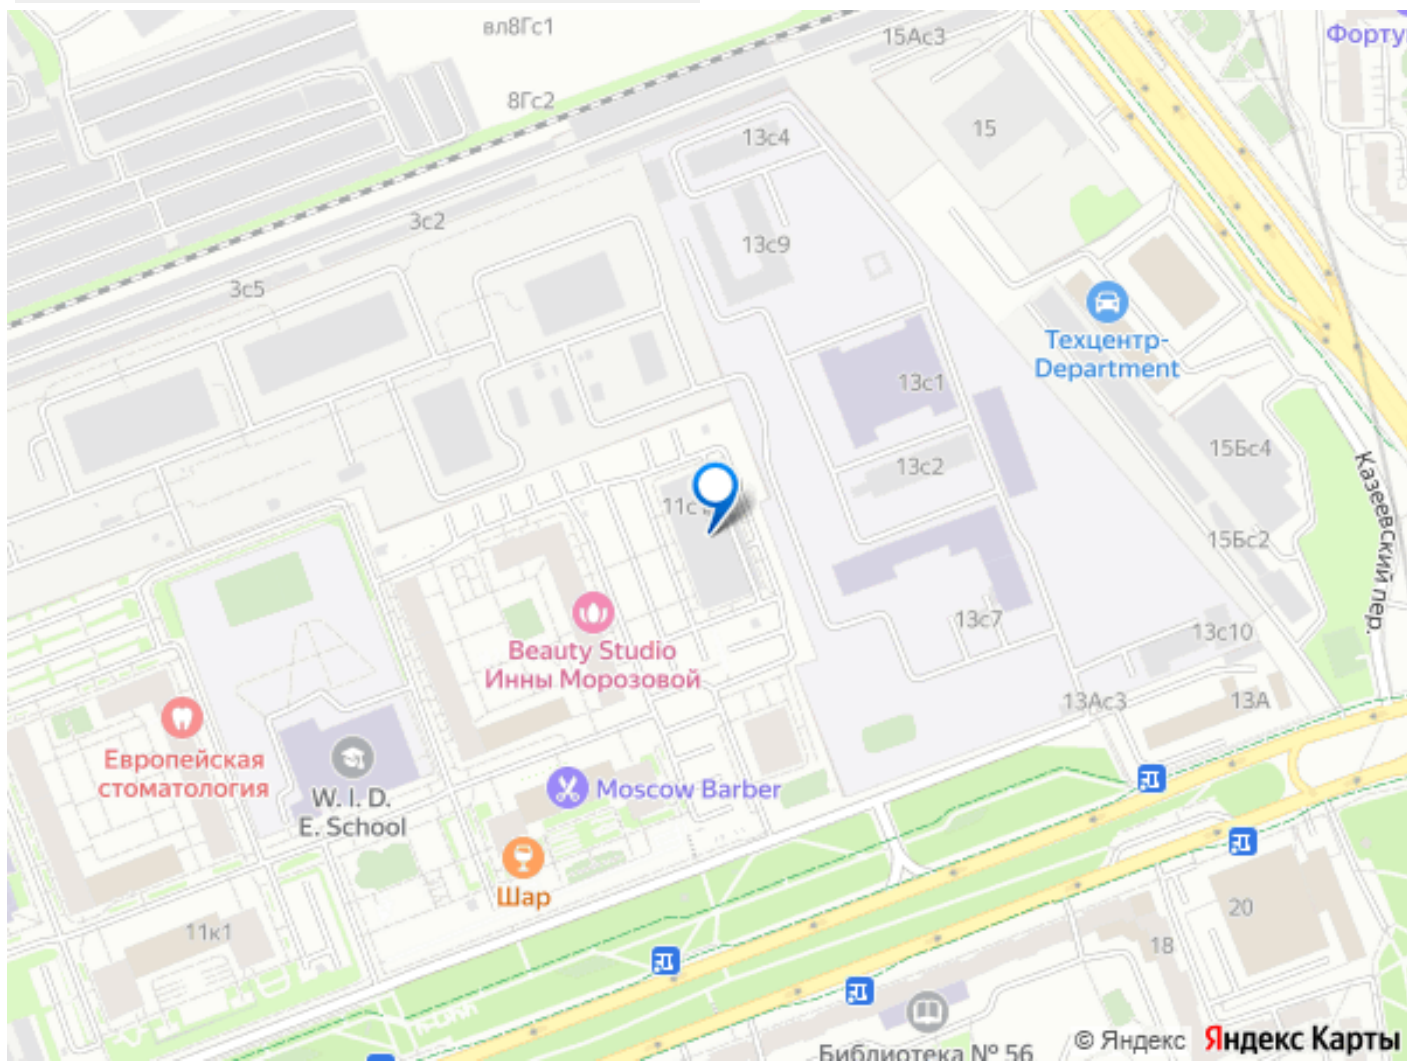 вл8Гс1
15Ас3
Форту
8Гс2
13с4
15
3с2
13с9
3с5
Техцентр-
Department
13с1
15Бс4
13с2
Казеевский пер.
11с
15Бс2
13с7
13с10
Beauty Studio
Инны Морозовой
13Ас3
13А
Европейская
стоматология
W. I. D.
E. School
Moscow Barber
Шар
11к1
20
18
Библиотека № 56
© Яндекс Яндекс Карты